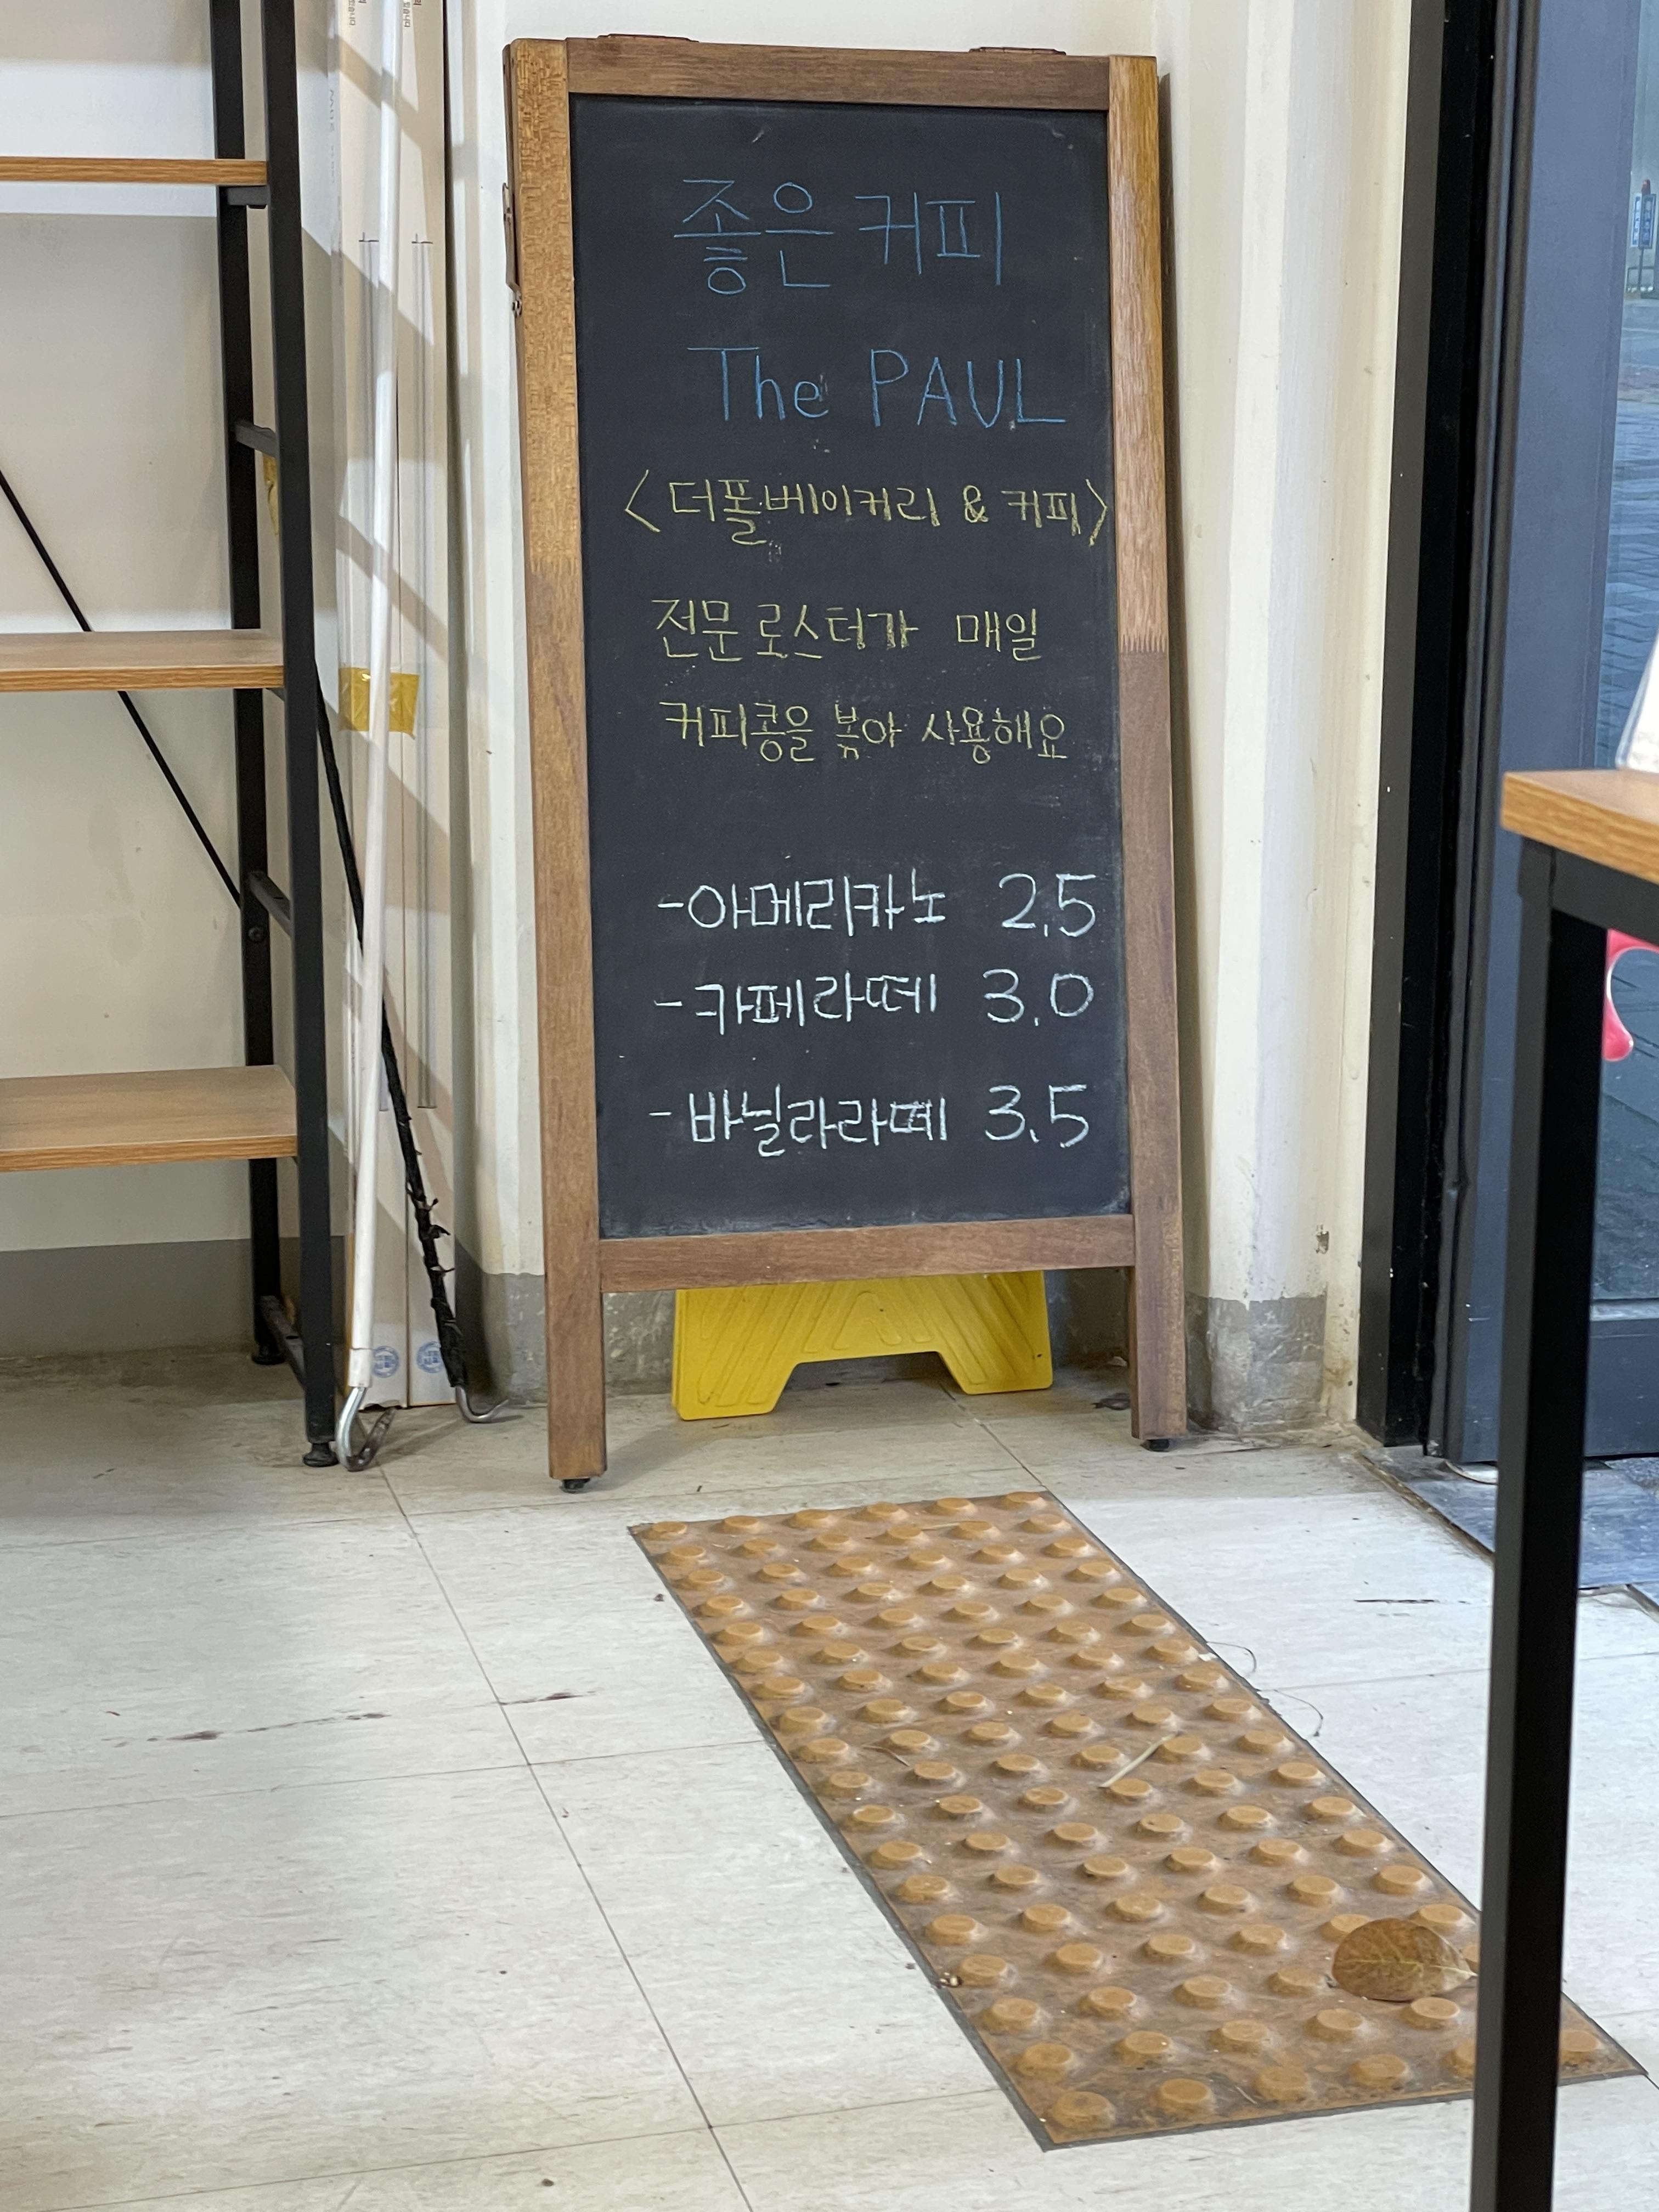 좋은커피
The PAUL
<더폴베이커리 & 커피>
전문로스터가 매일
커피콩을 볶아 사용해요
-아메리카노 2.5
-카페라떼 3.0
-바닐라라떼 3.5